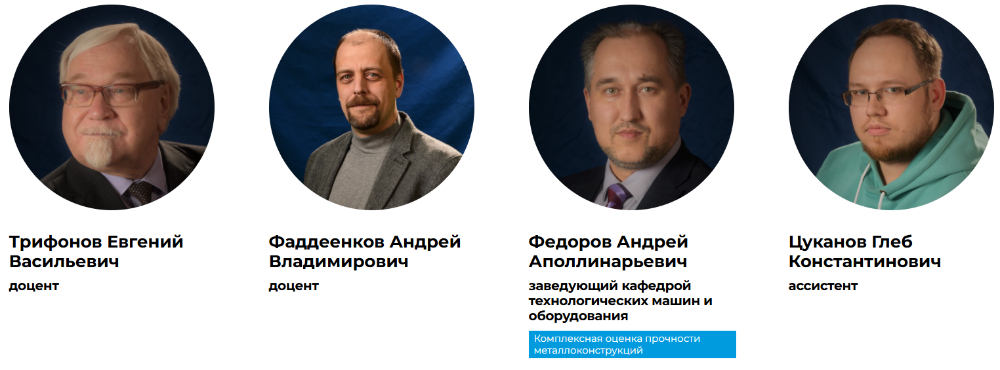 Трифонов Евгений
Васильевич
доцент
Фаддеенков Андрей
Владимирович
доцент
Федоров Андрей
Аполлинарьевич
заведующий кафедрой
технологических машин и
оборудования
Комплексная оценка прочности
металлоконструкций
Цуканов Глеб
Константинович
ассистент